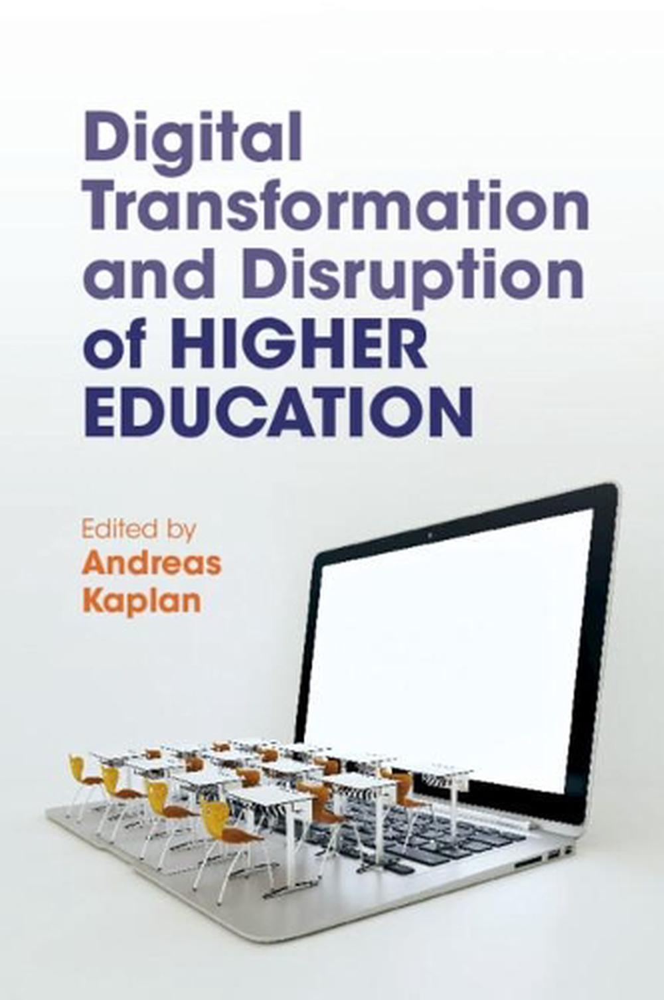 Digital
Transformation
and Disruption
of HIGHER
EDUCATION
Edited by
Andreas
Kaplan